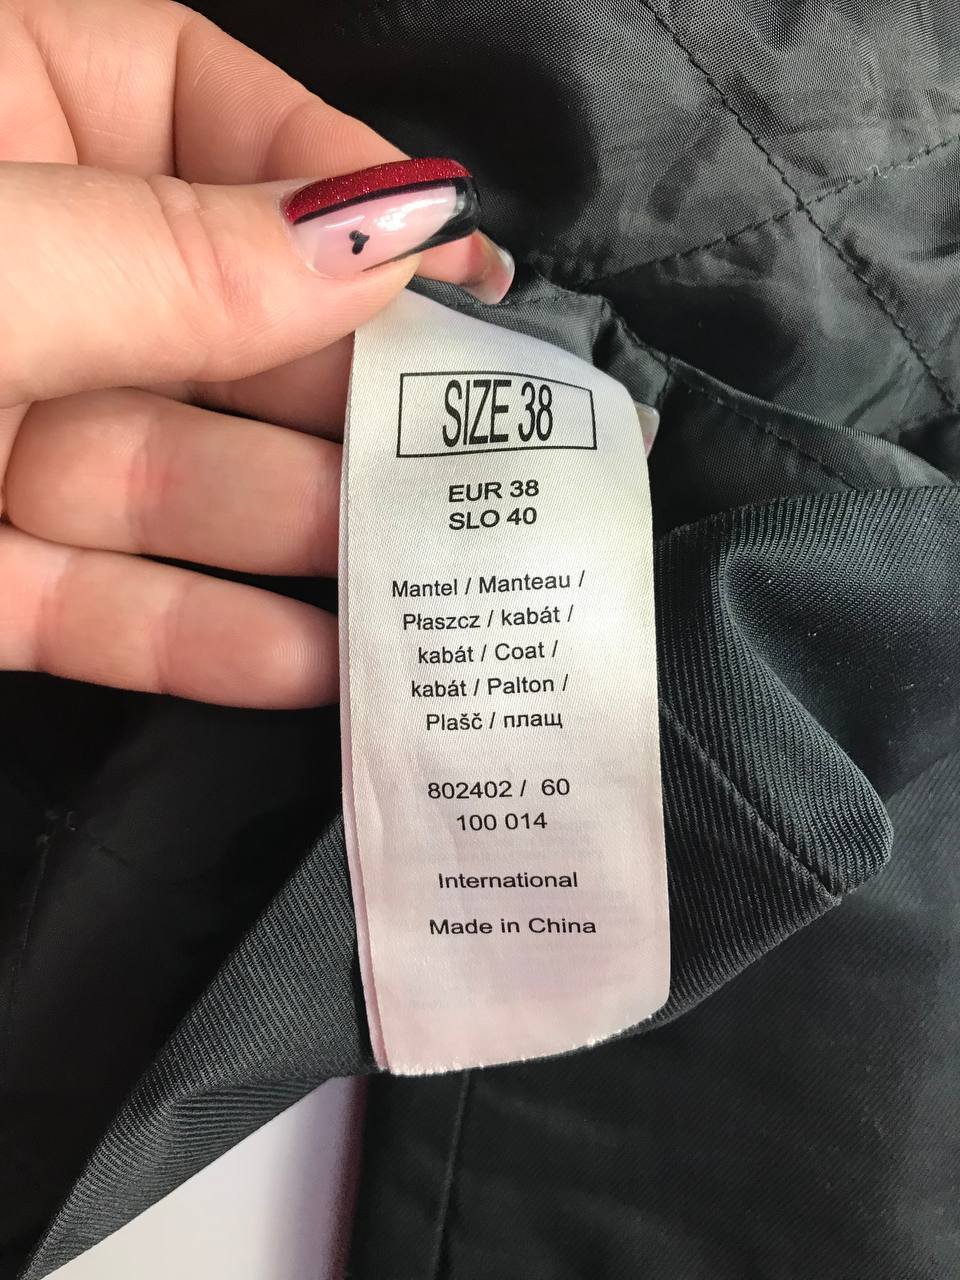 SIZE 38
EUR 38
SLO 40
Mantel / Manteau /
Płaszcz / kabát /
kabát / Coat /
kabát / Palton /
Plašč / плащ
802402 / 60
100 014
International
Made in China